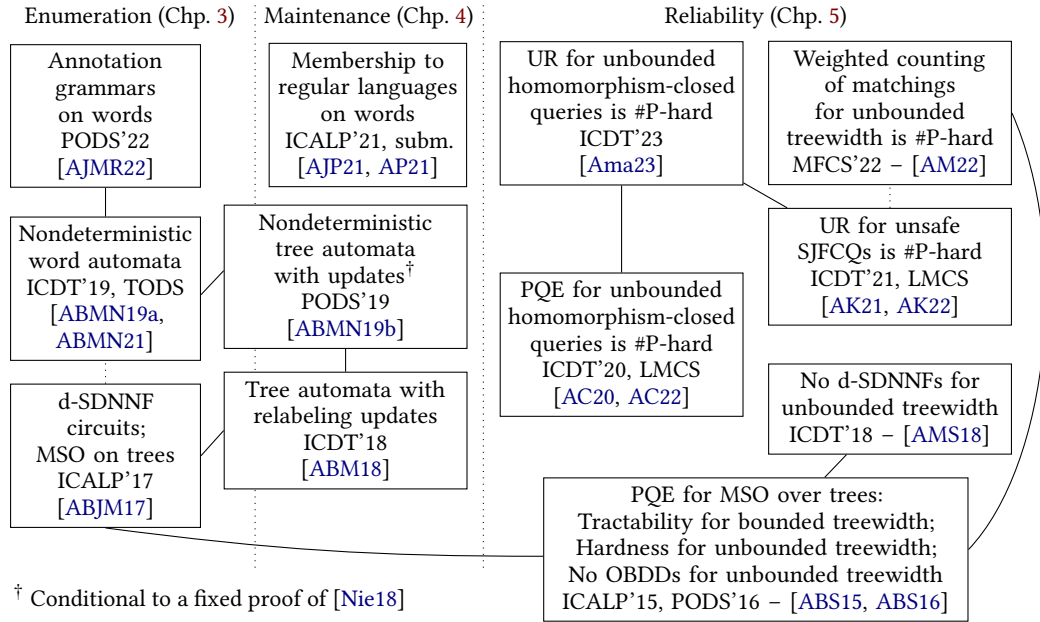 Enumeration (Chp. 3)
Annotation
grammars
on words
PODS’22
[AJMR22]
Nondeterministic
word automata
ICDT’19, TODS
[ABMN19a,
ABMN21]
d-SDNNF
circuits;
MSO on trees
ICALP’17
[ABJM17]
Maintenance (Chp. 4)
Membership to
regular languages
on words
ICALP’21, subm.
[AJP21, AP21]
Nondeterministic
tree automata
with updates†
PODS’19
[ABMN19b]
Tree automata with
relabeling updates
ICDT’18
[ABM18]
Reliability (Chp. 5)
UR for unbounded
homomorphism-closed
queries is #P-hard
ICDT’23
[Ama23]
Weighted counting
of matchings
for unbounded
treewidth is #P-hard
MFCS’22 – [AM22]
UR for unsafe
SJFCQs is #P-hard
ICDT’21, LMCS
[AK21, AK22]
PQE for unbounded
homomorphism-closed
queries is #P-hard
ICDT’20, LMCS
[AC20, AC22]
No d-SDNNFs for
unbounded treewidth
ICDT’18 – [AMS18]
PQE for MSO over trees:
Tractability for bounded treewidth;
Hardness for unbounded treewidth;
No OBDDs for unbounded treewidth
ICALP’15, PODS’16 – [ABS15, ABS16]
† Conditional to a fixed proof of [Nie18]